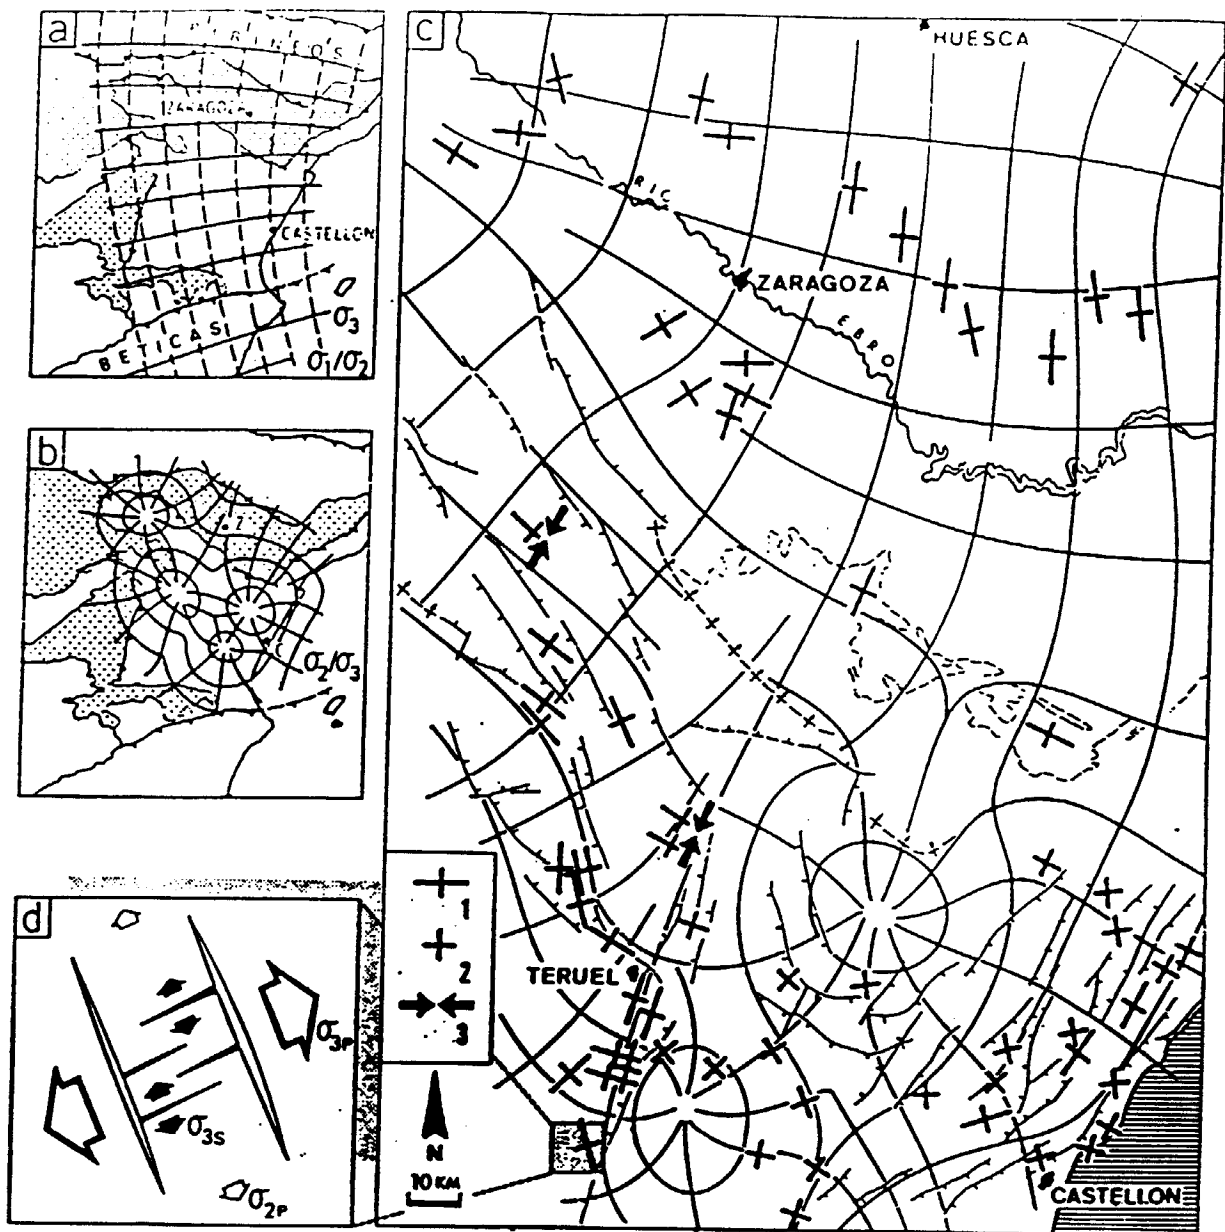 a
PIRINEOS
ZARAGOZA
CASTELLON
σ3
BETICAS
σ1/σ2
b
Z
σ2/σ3
c
HUESCA
RIO
ZARAGOZA
EBRO
TERUEL
CASTELLON
1
2
3
N
10 KM
d
σ3P
σ3S
σ2P